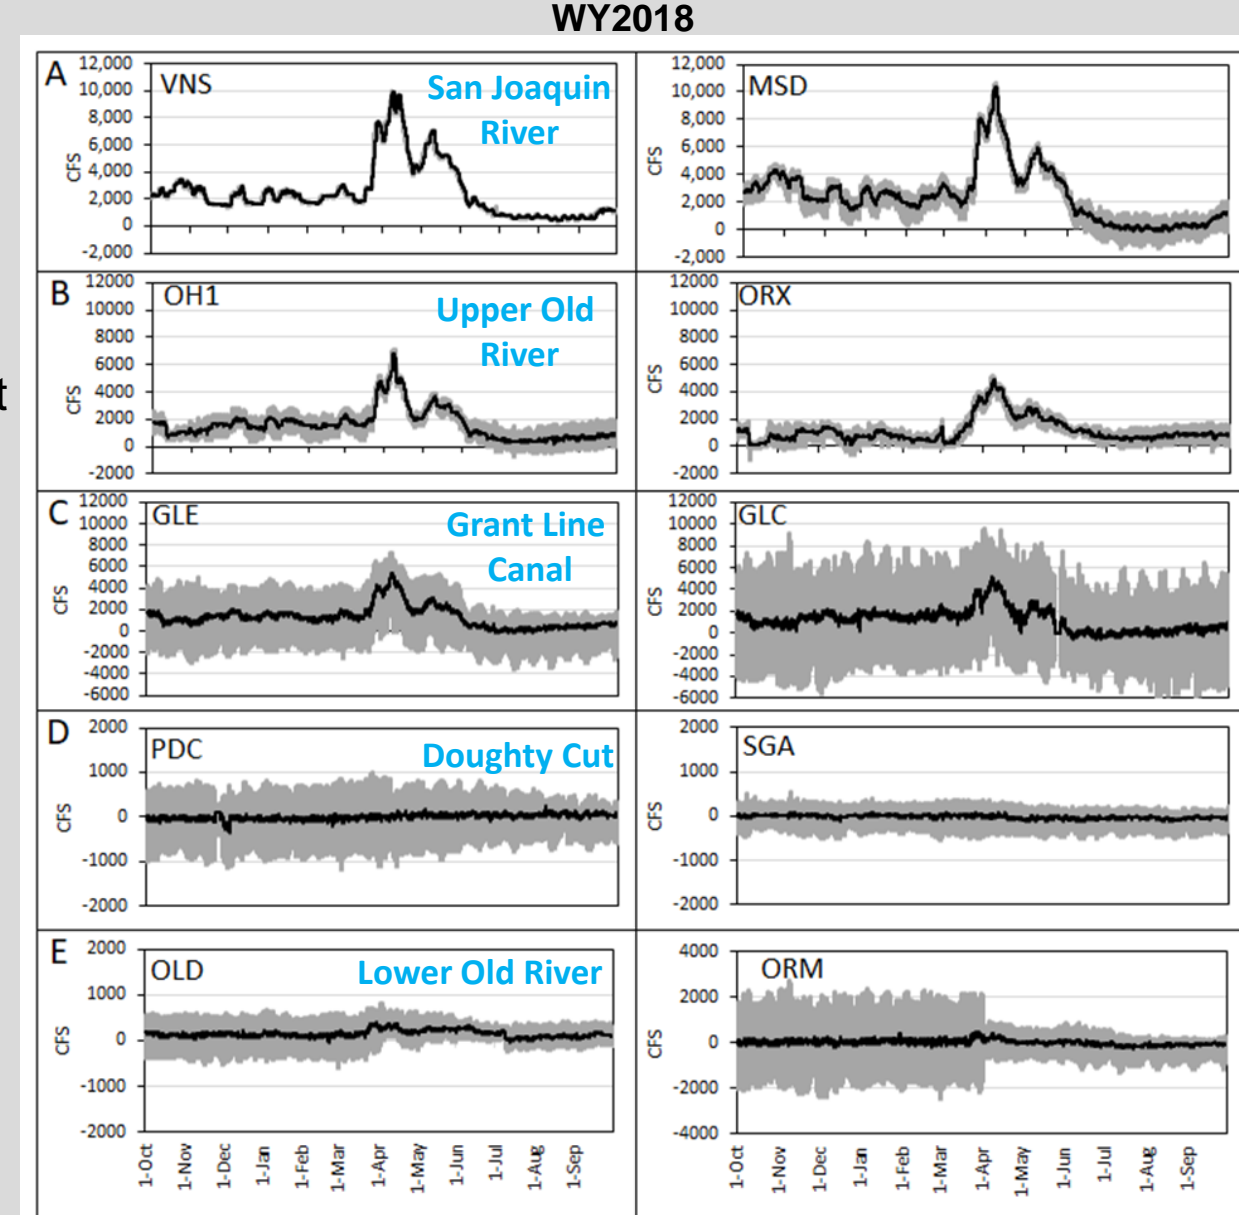 WY2018
A
VNS
San Joaquin
River
CFS
12,000
10,000
8,000
6,000
4,000
2,000
0
-2,000
MSD
CFS
12,000
10,000
8,000
6,000
4,000
2,000
0
-2,000
B
OH1
Upper Old
River
CFS
12000
10000
8000
6000
4000
2000
0
-2000
ORX
CFS
12000
10000
8000
6000
4000
2000
0
-2000
t
C
GLE
Grant Line
Canal
CFS
12000
10000
8000
6000
4000
2000
0
-2000
-4000
-6000
GLC
CFS
12000
10000
8000
6000
4000
2000
0
-2000
-4000
-6000
D
PDC
Doughty Cut
CFS
2000
1000
0
-1000
-2000
SGA
CFS
2000
1000
0
-1000
-2000
E
OLD
Lower Old River
CFS
2000
1000
0
-1000
-2000
1-Oct
1-Nov
1-Dec
1-Jan
1-Feb
1-Mar
1-Apr
1-May
1-Jun
1-Jul
1-Aug
1-Sep
ORM
CFS
4000
2000
0
-2000
-4000
1-Oct
1-Nov
1-Dec
1-Jan
1-Feb
1-Mar
1-Apr
1-May
1-Jun
1-Jul
1-Aug
1-Sep